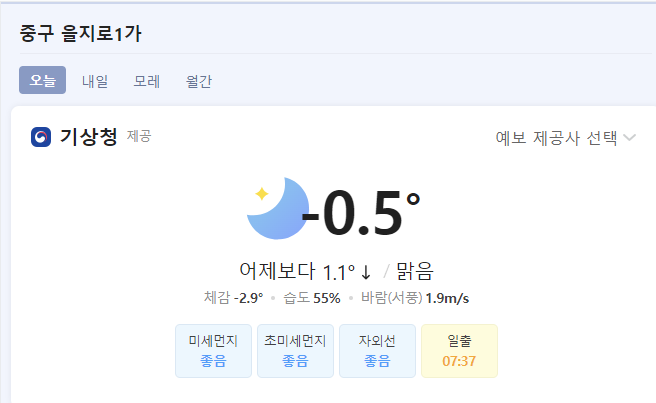 중구 을지로1가
오늘 내일 모레 월간
기상청 제공 예보 제공사 선택
-0.5°
어제보다 1.1° ↓ / 맑음
체감 -2.9° • 습도 55% • 바람(서풍) 1.9m/s
미세먼지 초미세먼지 자외선 일출
좋음 좋음 좋음 07:37